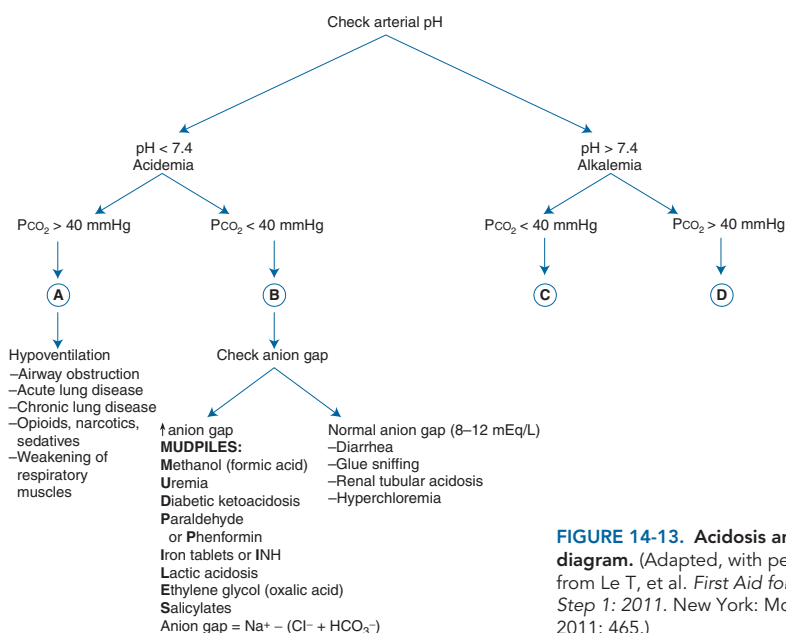 Check arterial pH
pH < 7.4
Acidemia
pH > 7.4
Alkalemia
PCO₂ > 40 mmHg
PCO₂ < 40 mmHg
PCO₂ < 40 mmHg
PCO₂ > 40 mmHg
A
B
C
D
Hypoventilation
–Airway obstruction
–Acute lung disease
–Chronic lung disease
–Opioids, narcotics,
sedatives
–Weakening of
respiratory
muscles
Check anion gap
↑anion gap
MUDPILES:
Methanol (formic acid)
Uremia
Diabetic ketoacidosis
Paraldehyde
or Phenformin
Iron tablets or INH
Lactic acidosis
Ethylene glycol (oxalic acid)
Salicylates
Anion gap = Na⁺ – (Cl⁻ + HCO₃⁻)
Normal anion gap (8–12 mEq/L)
–Diarrhea
–Glue sniffing
–Renal tubular acidosis
–Hyperchloremia
FIGURE 14-13. Acidosis
diagram. (Adapted, with
from Le T, et al. First Aid for
Step 1: 2011. New York:
2011: 465.)